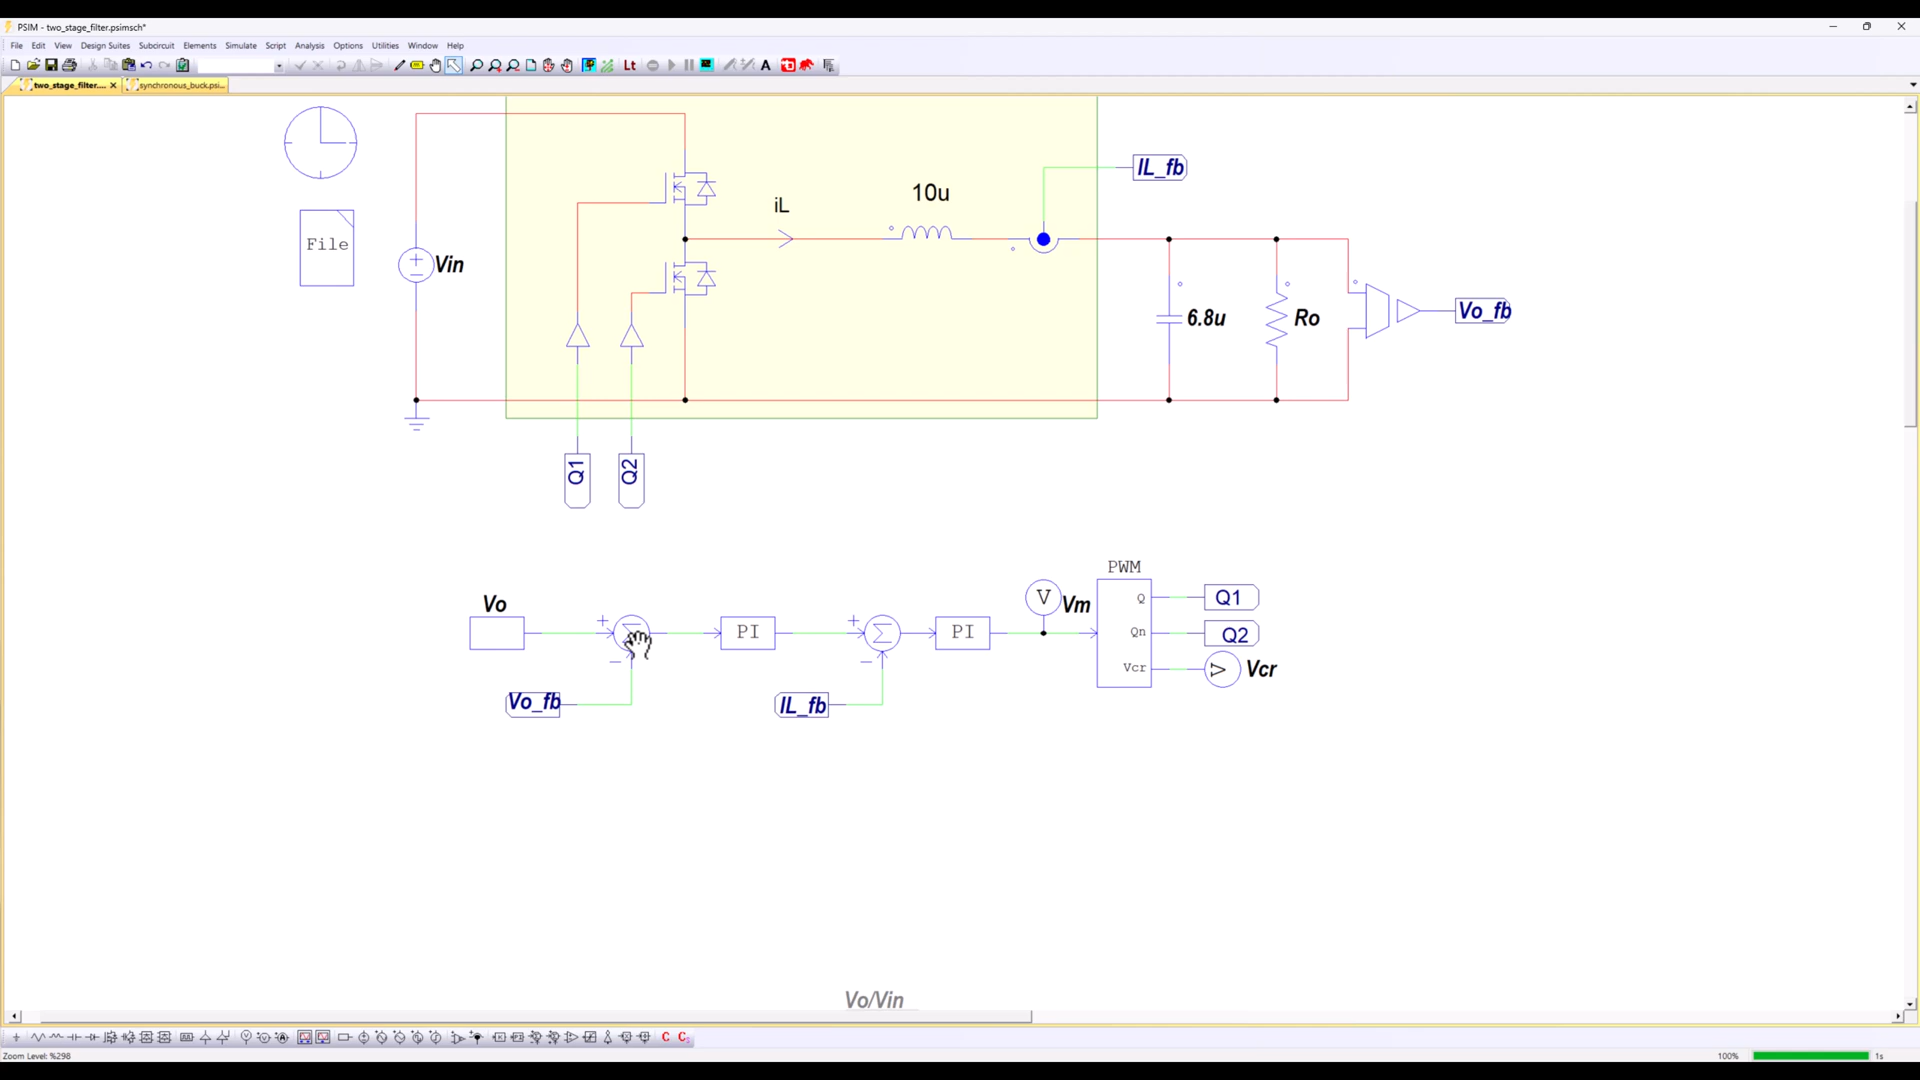 PSIM - two_stage_filter.psimsch*
File Edit View Design Suites Subcircuit Elements Simulate Script Analysis Options Utilities Window Help
Lt A
two_stage_filter.... synchronous_buck.psi...
IL_fb
10u
iL
File
Vin
6.8u
Ro
Vo_fb
Q1 Q2
PWM
Vo
V Vm
Q Q1
PI PI
Qn Q2
Vcr V Vcr
Vo_fb
IL_fb
Vo/Vin
C C2
Zoom Level: %298
100% 1s